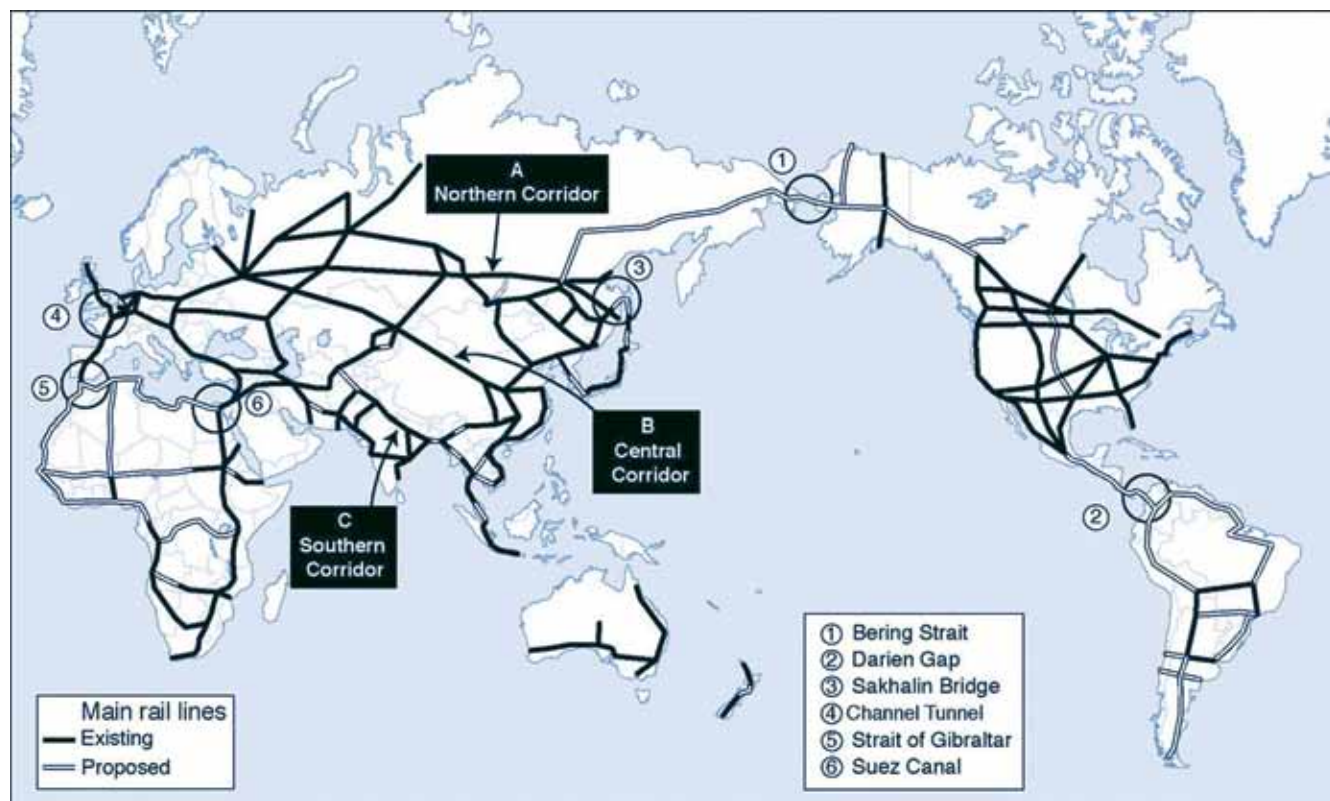 A
Northern Corridor
①
③
④
⑤
⑥
B
Central
Corridor
②
C
Southern
Corridor
① Bering Strait
② Darien Gap
③ Sakhalin Bridge
④ Channel Tunnel
⑤ Strait of Gibraltar
⑥ Suez Canal
Main rail lines
Existing
Proposed